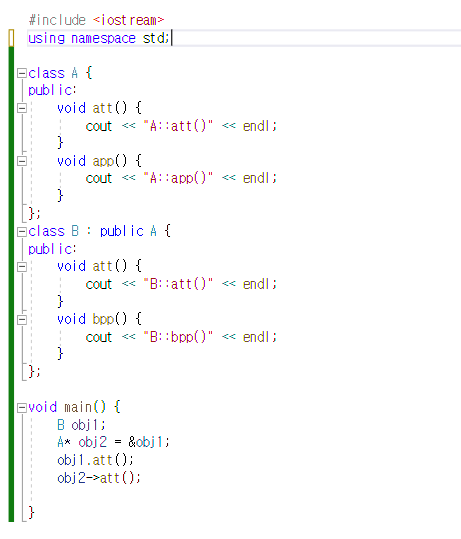 #include <iostream>
using namespace std;
class A {
public:
void att() {
cout << "A::att()" << endl;
}
void app() {
cout << "A::app()" << endl;
}
};
class B : public A {
public:
void att() {
cout << "B::att()" << endl;
}
void bpp() {
cout << "B::bpp()" << endl;
}
};
void main() {
B obj1;
A* obj2 = &obj1;
obj1.att();
obj2->att();
}